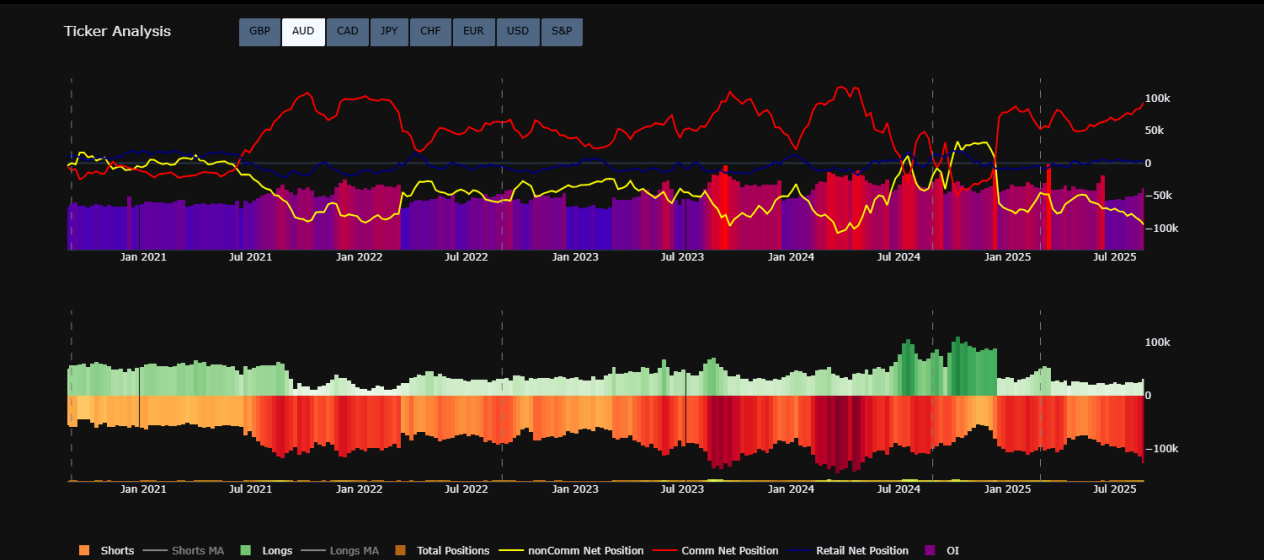 Ticker Analysis GBP AUD CAD JPY CHF EUR USD S&P
100k
50k
0
−50k
−100k
Jan 2021 Jul 2021 Jan 2022 Jul 2022 Jan 2023 Jul 2023 Jan 2024 Jul 2024 Jan 2025 Jul 2025
100k
0
−100k
Jan 2021 Jul 2021 Jan 2022 Jul 2022 Jan 2023 Jul 2023 Jan 2024 Jul 2024 Jan 2025 Jul 2025
Shorts Shorts MA Longs Longs MA Total Positions nonComm Net Position Comm Net Position Retail Net Position OI